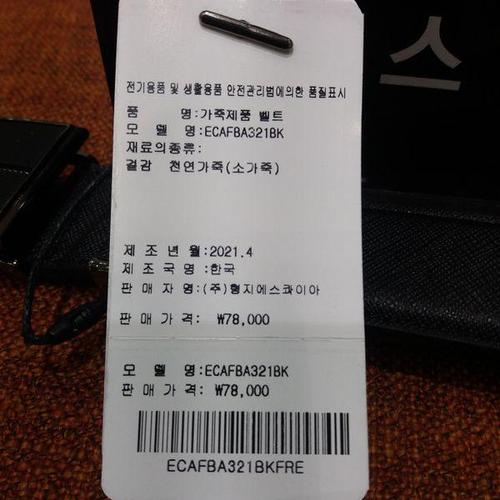 스
전기용품 및 생활용품 안전관리법에의한 품질표시
품 명:가죽제품 벨트
모 델 명:ECAFBA321BK
재료의종류:
겉감 천연가죽(소가죽)
제 조 년 월:2021.4
제 조 국 명:한국
판 매 자 명:(주)형지에스콰이아
판 매 가 격: ₩78,000
모 델 명:ECAFBA321BK
판 매 가 격: ₩78,000
ECAFBA321BKFRE